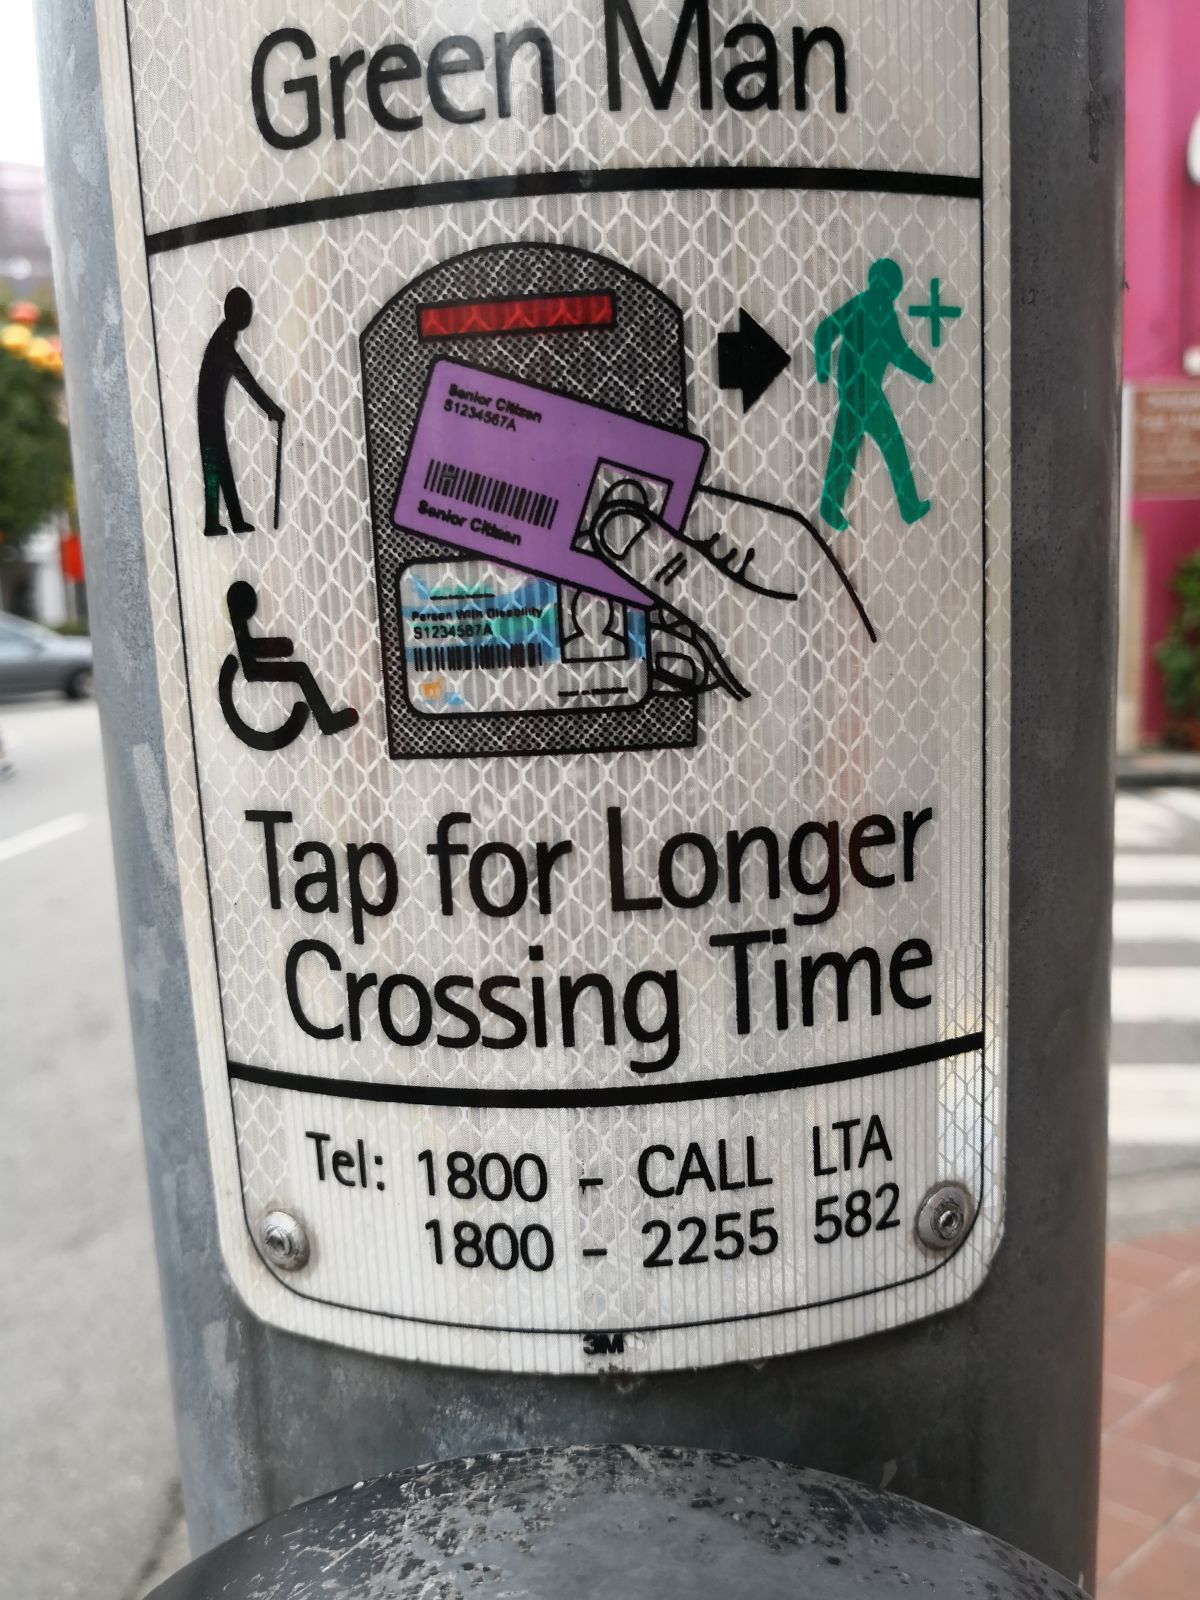 Green Man
Senior Citizen
S1234567A
Senior Citizen
Person With Disability
S1234567A
Tap for Longer
Crossing Time
Tel: 1800 - CALL LTA
1800 - 2255 582
3M